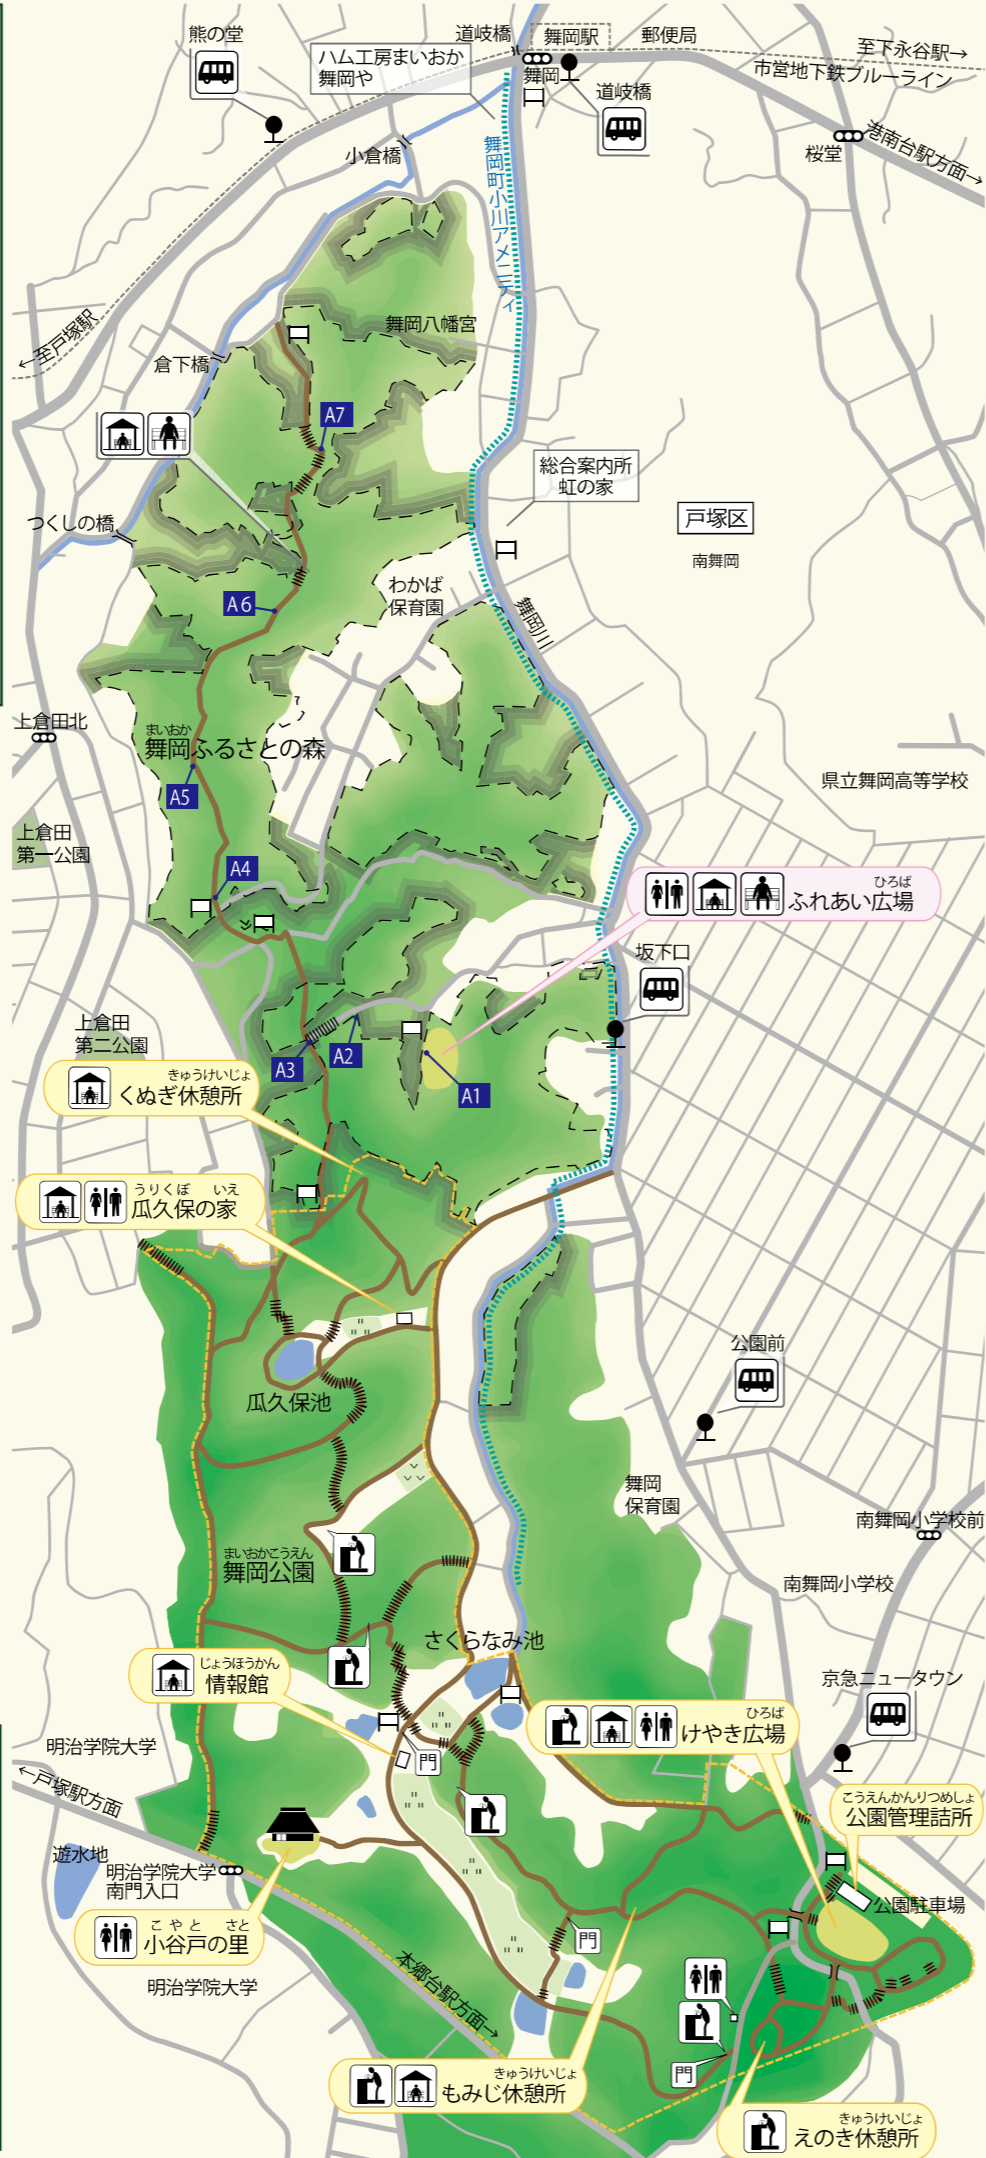 熊の堂
道岐橋
舞岡駅
郵便局
至下永谷駅→
市営地下鉄ブルーライン
ハム工房まいおか
舞岡や
舞岡
道岐橋
小倉橋
桜堂
港南台駅方面→
舞岡町小川アメニティ
←至戸塚駅
舞岡八幡宮
倉下橋
A7
総合案内所
虹の家
戸塚区
つくしの橋
南舞岡
わかば
保育園
A6
舞岡川
上倉田北
まいおか
舞岡ふるさとの森
A5
県立舞岡高等学校
上倉田
第一公園
A4
ひろば
ふれあい広場
坂下口
上倉田
第二公園
A3
A2
A1
きゅうけいじょ
くぬぎ休憩所
うりくぼ いえ
瓜久保の家
公園前
瓜久保池
舞岡
保育園
南舞岡小学校前
まいおかこうえん
舞岡公園
南舞岡小学校
さくらなみ池
じょうほうかん
情報館
京急ニュータウン
ひろば
けやき広場
明治学院大学
門
←戸塚駅方面
こうえんかんりつめしょ
公園管理詰所
遊水地
明治学院大学
南門入口
公園駐車場
こやと さと
小谷戸の里
門
明治学院大学
本郷台駅方面→
門
きゅうけいじょ
もみじ休憩所
きゅうけいじょ
えのき休憩所